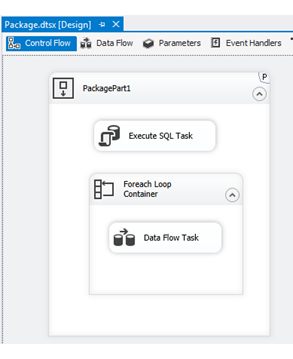 Package.dtsx [Design]
Control Flow Data Flow Parameters Event Handlers
P
PackagePart1
Execute SQL Task
Foreach Loop
Container
Data Flow Task